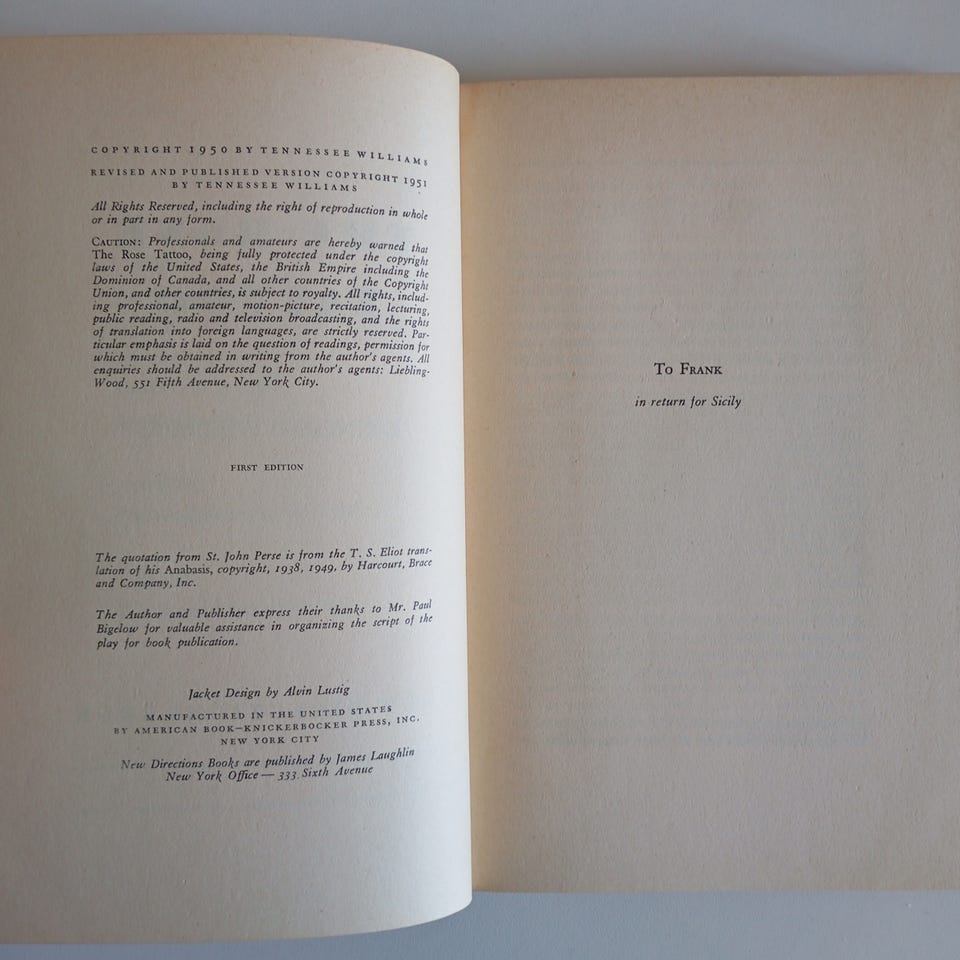 COPYRIGHT 1950 BY TENNESSEE WILLIAMS
REVISED AND PUBLISHED VERSION COPYRIGHT 1951
BY TENNESSEE WILLIAMS
All Rights Reserved, including the right of reproduction in whole
or in part in any form.
CAUTION: Professionals and amateurs are hereby warned that
The Rose Tattoo, being fully protected under the copyright
laws of the United States, the British Empire including the
Dominion of Canada, and all other countries of the Copyright
Union, and other countries, is subject to royalty. All rights, includ-
ing professional, amateur, motion-picture, recitation, lecturing,
public reading, radio and television broadcasting, and the rights
of translation into foreign languages, are strictly reserved. Par-
ticular emphasis is laid on the question of readings, permission for
which must be obtained in writing from the author's agents. All
enquiries should be addressed to the author's agents: Liebling-
Wood, 551 Fifth Avenue, New York City.
FIRST EDITION
The quotation from St. John Perse is from the T. S. Eliot trans-
lation of his Anabasis, copyright, 1938, 1949, by Harcourt, Brace
and Company, Inc.
The Author and Publisher express their thanks to Mr. Paul
Bigelow for valuable assistance in organizing the script of the
play for book publication.
Jacket Design by Alvin Lustig
MANUFACTURED IN THE UNITED STATES
BY AMERICAN BOOK—KNICKERBOCKER PRESS, INC.
NEW YORK CITY
New Directions Books are published by James Laughlin
New York Office — 333 Sixth Avenue
TO FRANK
in return for Sicily